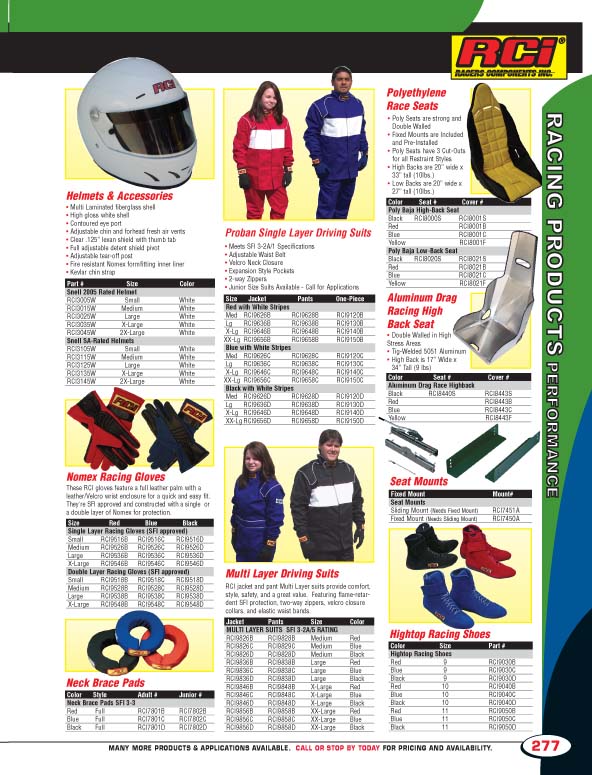 RCi®
RACERS COMPONENTS INC.
RACING PRODUCTS PERFORMANCE
Helmets & Accessories
• Multi Laminated fiberglass shell
• High gloss white shell
• Contoured eye port
• Adjustable chin and forhead fresh air vents
• Clear .125" lexan shield with thumb tab
• Full adjustable detent shield pivot
• Adjustable tear-off post
• Fire resistant Nomex formfitting inner liner
• Kevlar chin strap
Part # Size Color
Snell 2005 Rated Helmet
RCI3005W Small White
RCI3015W Medium White
RCI3025W Large White
RCI3035W X-Large White
RCI3045W 2X-Large White
Snell SA-Rated Helmets
RCI3105W Small White
RCI3115W Medium White
RCI3125W Large White
RCI3135W X-Large White
RCI3145W 2X-Large White
Nomex Racing Gloves
These RCI gloves feature a full leather palm with a
leather/Velcro wrist enclosure for a quick and easy fit.
They're SFI approved and constructed with a single or
a double layer of Nomex for protection.
Size Red Blue Black
Single Layer Racing Gloves (SFI approved)
Small RCI9516B RCI9516C RCI9516D
Medium RCI9526B RCI9526C RCI9526D
Large RCI9536B RCI9536C RCI9536D
X-Large RCI9546B RCI9546C RCI9546D
Double Layer Racing Gloves (SFI approved)
Small RCI9518B RCI9518C RCI9518D
Medium RCI9528B RCI9528C RCI9528D
Large RCI9538B RCI9538C RCI9538D
X-Large RCI9548B RCI9548C RCI9548D
Neck Brace Pads
Color Style Adult # Junior #
Neck Brace Pads SFI 3-3
Red Full RCI7801B RCI7802B
Blue Full RCI7801C RCI7802C
Black Full RCI7801D RCI7802D
Proban Single Layer Driving Suits
• Meets SFI 3-2A/1 Specifications
• Adjustable Waist Belt
• Velcro Neck Closure
• Expansion Style Pockets
• 2-way Zippers
• Junior Size Suits Available - Call for Applications
Size Jacket Pants One-Piece
Red with White Stripes
Med RCI9626B RCI9628B RCI9120B
Lg RCI9636B RCI9638B RCI9130B
X-Lg RCI9646B RCI9648B RCI9140B
XX-Lg RCI9656B RCI9658B RCI9150B
Blue with White Stripes
Med RCI9626C RCI9628C RCI9120C
Lg RCI9636C RCI9638C RCI9130C
X-Lg RCI9646C RCI9648C RCI9140C
XX-Lg RCI9656C RCI9658C RCI9150C
Black with White Stripes
Med RCI9626D RCI9628D RCI9120D
Lg RCI9636D RCI9638D RCI9130D
X-Lg RCI9646D RCI9648D RCI9140D
XX-Lg RCI9656D RCI9658D RCI9150D
Multi Layer Driving Suits
RCI jacket and pant Multi Layer suits provide comfort,
style, safety, and a great value. Featuring flame-retar-
dent SFI protection, two-way zippers, velcro closure
collars, and elastic wrist bands.
Jacket Pants Size Color
MULTI LAYER SUITS SFI 3-2A/5 RATING
RCI9826B RCI9828B Medium Red
RCI9826C RCI9829C Medium Blue
RCI9826D RCI9828D Medium Black
RCI9836B RCI9838B Large Red
RCI9836C RCI9838C Large Blue
RCI9836D RCI9838D Large Black
RCI9846B RCI9848B X-Large Red
RCI9846C RCI9848C X-Large Blue
RCI9846D RCI9848D X-Large Black
RCI9856B RCI9858B XX-Large Red
RCI9856C RCI9858C XX-Large Blue
RCI9856D RCI9858D XX-Large Black
Polyethylene
Race Seats
• Poly Seats are strong and
Double Walled
• Fixed Mounts are Included
and Pre-Installed
• Poly Seats have 3 Cut-Outs
for all Restraint Styles
• High Backs are 20" wide x
33" tall (10lbs.)
• Low Backs are 20" wide x
27" tall (10lbs.)
Color Seat # Cover #
Poly Baja High-Back Seat
Black RCI8000S RCI8001S
Red RCI8001B
Blue RCI8001C
Yellow RCI8001F
Poly Baja Low-Back Seat
Black RCI8020S RCI8021S
Red RCI8021B
Blue RCI8021C
Yellow RCI8021F
Aluminum Drag
Racing High
Back Seat
• Double Walled in High
Stress Areas
• Tig-Welded 5051 Aluminum
• High Back is 17" Wide x
34" Tall (9 lbs)
Color Seat # Cover #
Aluminum Drag Race Highback
Black RCI8440S RCI8443S
Red RCI8443B
Blue RCI8443C
Yellow RCI8443F
Seat Mounts
Fixed Mount Mount#
Seat Mounts
Sliding Mount (Needs Fixed Mount) RCI7451A
Fixed Mount (Needs Sliding Mount) RCI7450A
Hightop Racing Shoes
Color Size Part #
Hightop Racing Shoes
Red 9 RCI9030B
Blue 9 RCI9030C
Black 9 RCI9030D
Red 10 RCI9040B
Blue 10 RCI9040C
Black 10 RCI9040D
Red 11 RCI9050B
Blue 11 RCI9050C
Black 11 RCI9050D
MANY MORE PRODUCTS & APPLICATIONS AVAILABLE. CALL OR STOP BY TODAY FOR PRICING AND AVAILABILITY.
277